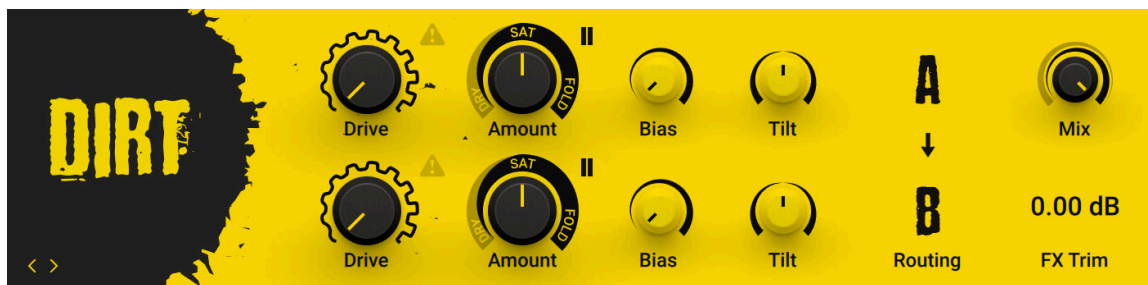 DIRT
DRY SAT FOLD
Drive Amount Bias Tilt
A
Mix
DRY SAT FOLD
Drive Amount Bias Tilt
B
Routing
0.00 dB
FX Trim